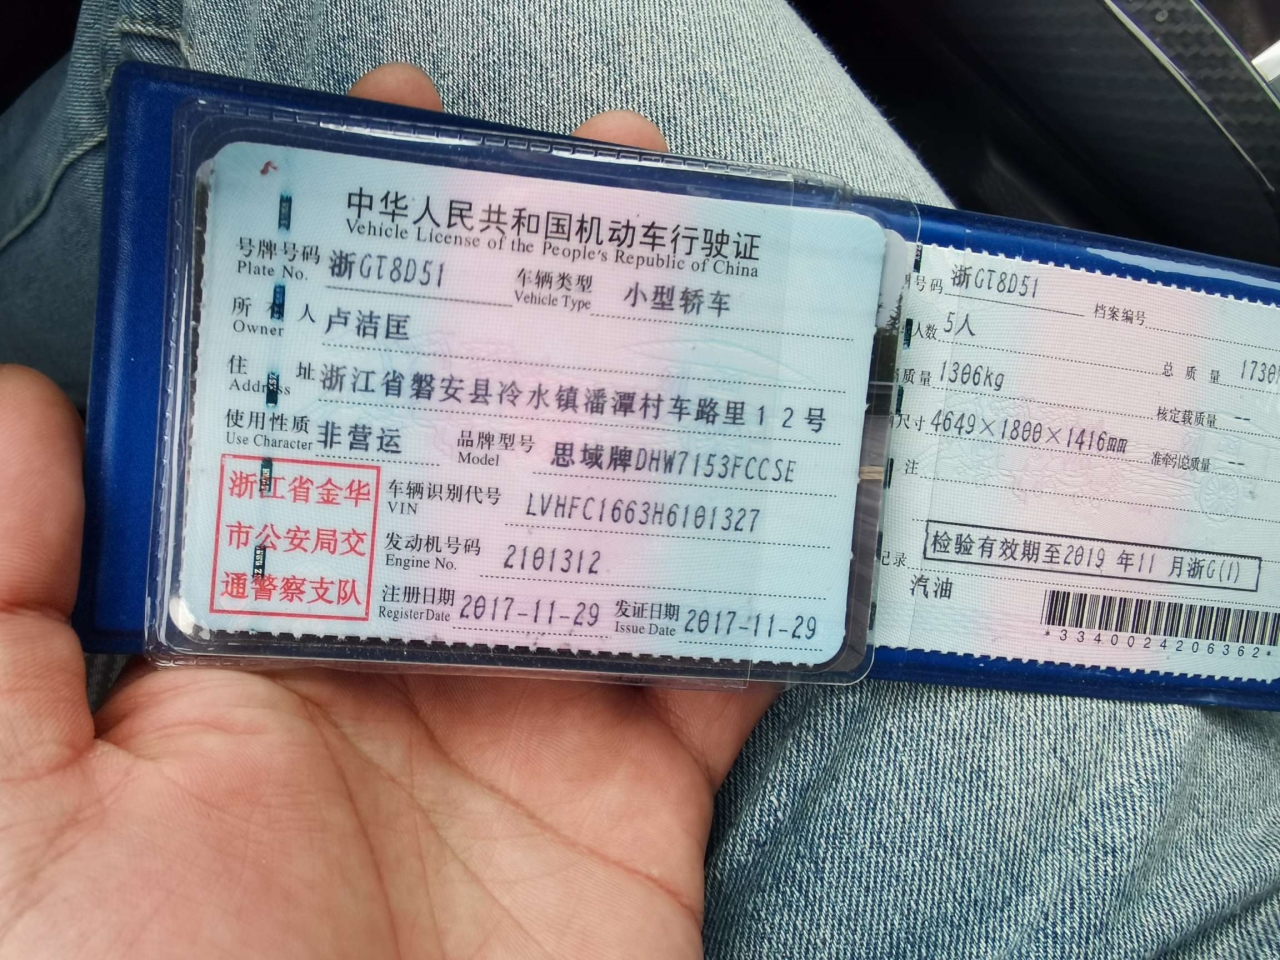 中华人民共和国机动车行驶证
Vehicle License of the People's Republic of China
号牌号码 浙GT8D51 车辆类型 小型轿车
Plate No. Vehicle Type
所有人 卢洁匡
Owner
住址 浙江省磐安县冷水镇潘潭村车路里12号
Address
使用性质 非营运 品牌型号 思域牌DHW7153FCCSE
Use Character Model
浙江省金华
市公安局交
通警察支队
车辆识别代号 LVHFC1663H6101327
VIN
发动机号码 2101312
Engine No.
注册日期 2017-11-29 发证日期 2017-11-29
Register Date Issue Date
号码 浙GT8D51 档案编号
人数 5人
质量 1306kg 总质量 1730
核定载质量 --
尺寸 4649×1800×1416mm 准牵引总质量 --
注
检验有效期至2019 年11 月浙G(1)
记录
汽油
*3340024206362*